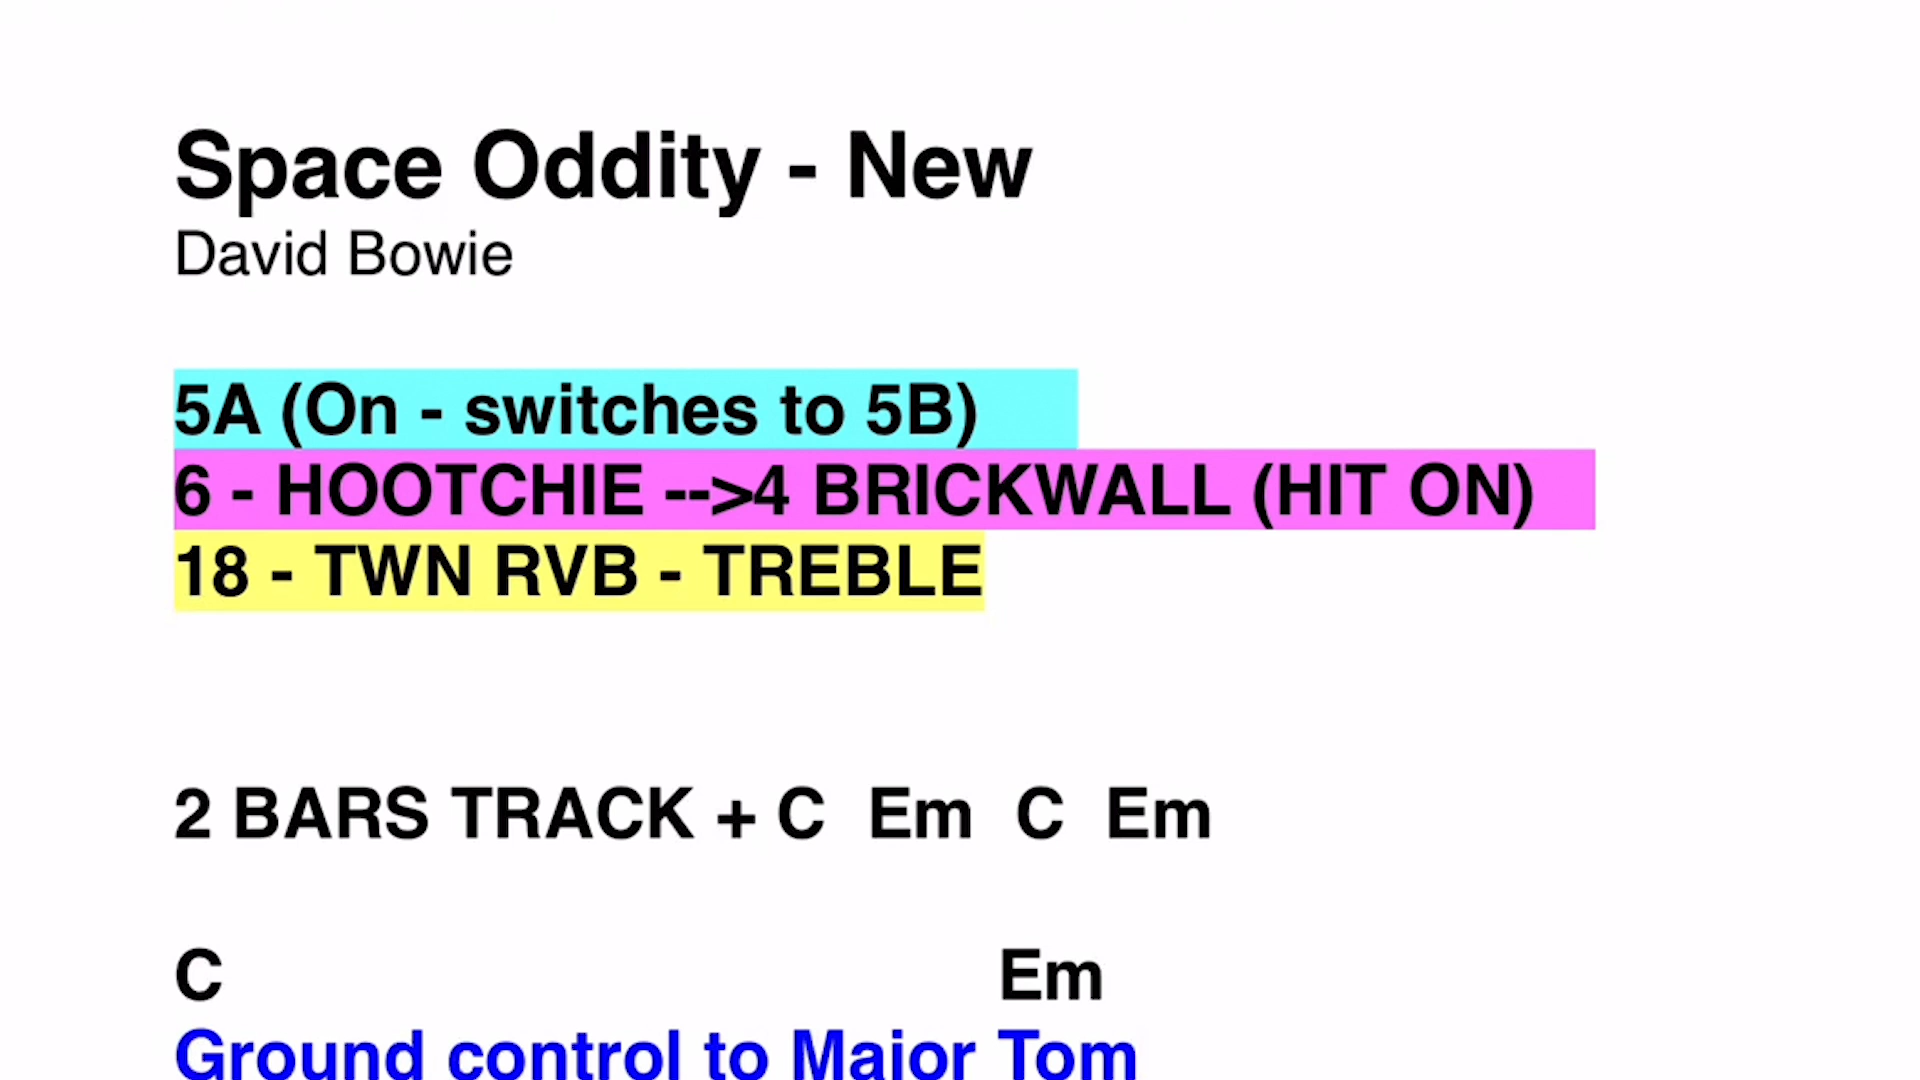 Space Oddity - New
David Bowie
5A (On - switches to 5B)
6 - HOOTCHIE -->4 BRICKWALL (HIT ON)
18 - TWN RVB - TREBLE
2 BARS TRACK + C Em C Em
C Em
Ground control to Major Tom